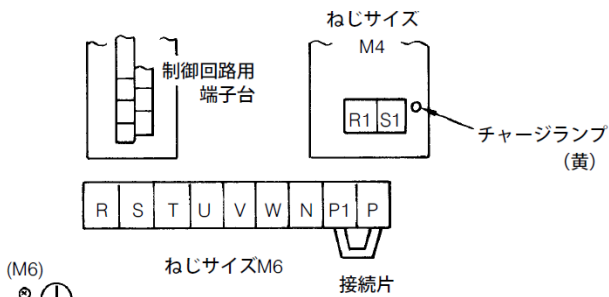 ねじサイズ
M4
制御回路用
端子台
R1 S1
チャージランプ
(黄)
R S T U V W N P1 P
(M6)
ねじサイズM6
接続片